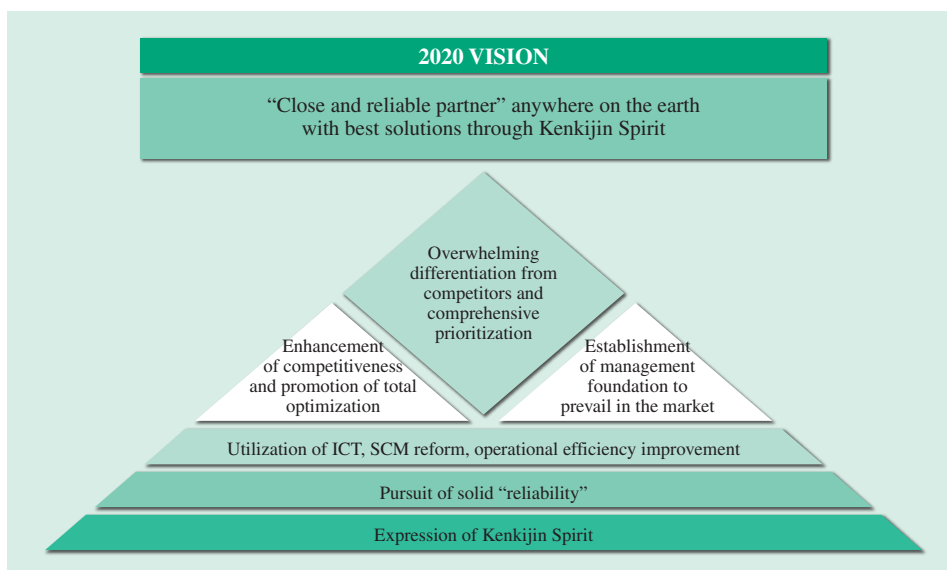 2020 VISION
“Close and reliable partner” anywhere on the earth
with best solutions through Kenkijin Spirit
Overwhelming
differentiation from
competitors and
comprehensive
prioritization
Enhancement
of competitiveness
and promotion of total
optimization
Establishment
of management
foundation to
prevail in the market
Utilization of ICT, SCM reform, operational efficiency improvement
Pursuit of solid “reliability”
Expression of Kenkijin Spirit